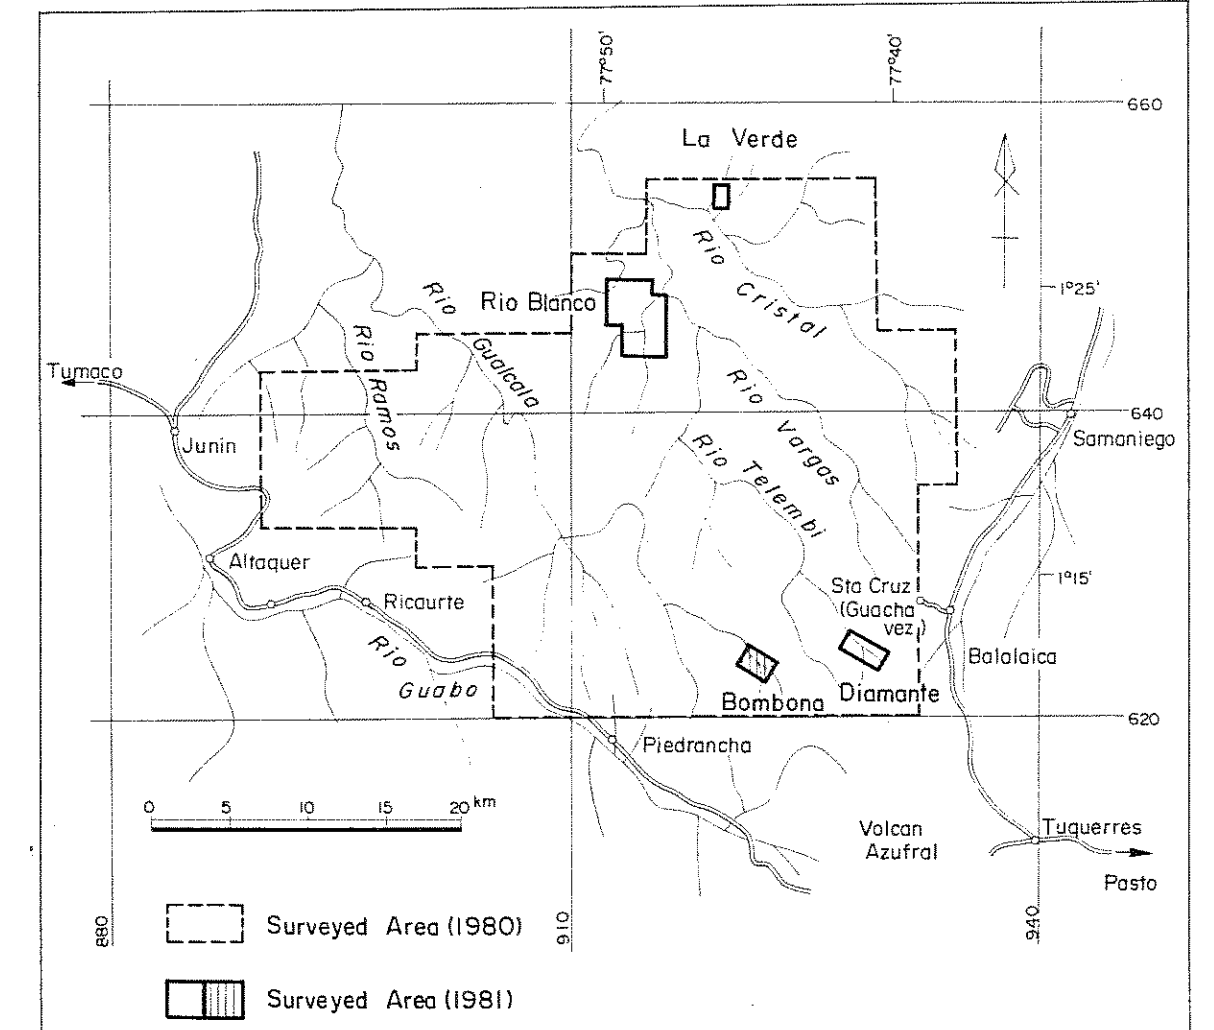 77°50'
77°40'
660
La Verde
Rio
Cristal
1°25'
Rio
Rio Blanco
Gualcala
Rio
Ramos
Tumaco
Rio
Vargas
640
Junin
Samaniego
Rio
Telembi
Altaquer
1°15'
Sta Cruz
(Guacha
vez)
Ricaurte
Rio
Guabo
Balalaica
Bombona
Diamante
620
Piedrancha
0 5 10 15 20 km
Volcan
Azufral
Tuquerres
Pasto
880
910
940
Surveyed Area (1980)
Surveyed Area (1981)